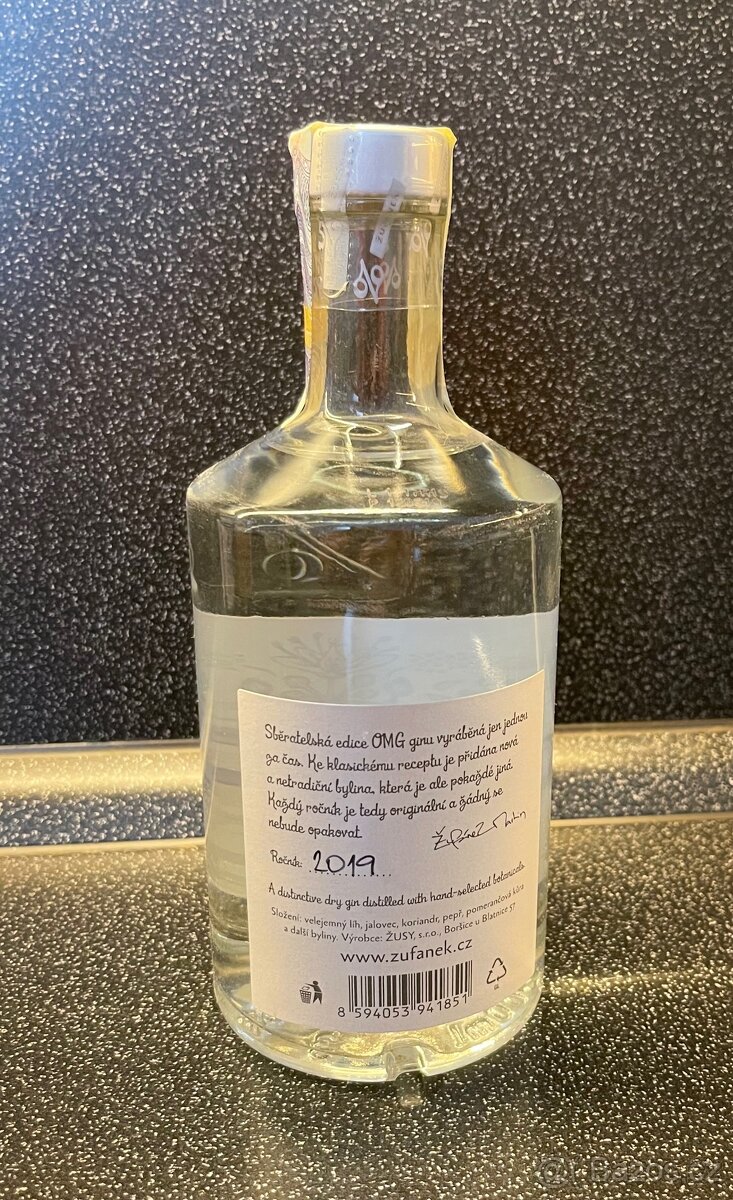 Sběratelská edice OMG ginu vyráběná jen jednou
za čas. Ke klasickému receptu je přidána nová
a netradiční bylina, která je ale pokaždé jiná.
Každý ročník je tedy originální a žádný se
nebude opakovat.
Ročník: 2019
A distinctive dry gin distilled with hand-selected botanicals.
Složení: velejemný líh, jalovec, koriandr, pepř, pomerančová kůra
a další byliny. Výrobce: ŽUSY, s.r.o., Boršice u Blatnice 57
www.zufanek.cz
8 594053 941851